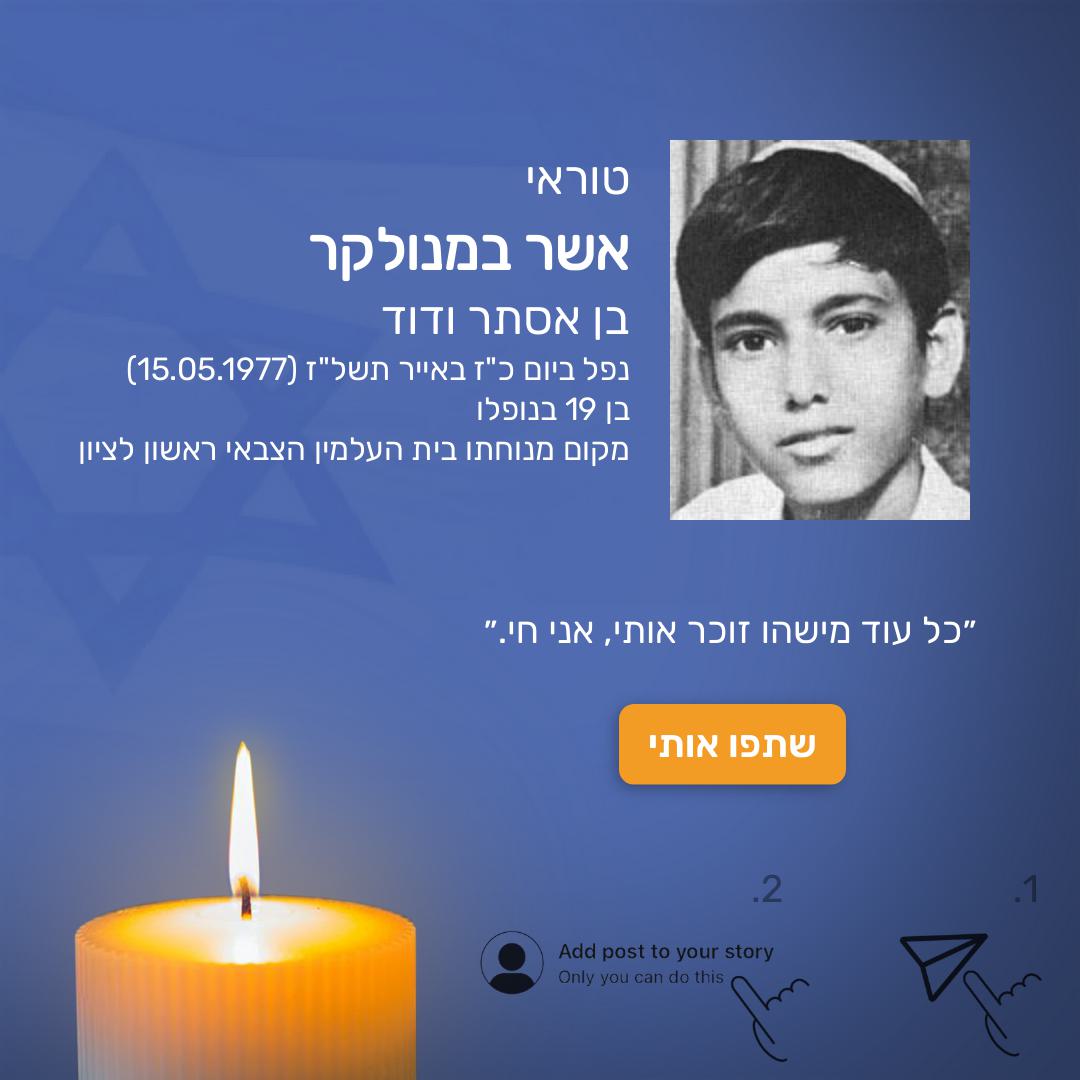 טוראי
אשר במנולקר
בן אסתר ודוד
נפל ביום כ"ז באייר תשל"ז (15.05.1977)
בן 19 בנופלו
מקום מנוחתו בית העלמין הצבאי ראשון לציון
״כל עוד מישהו זוכר אותי, אני חי.״
שתפו אותי
.1
.2
Add post to your story
Only you can do this